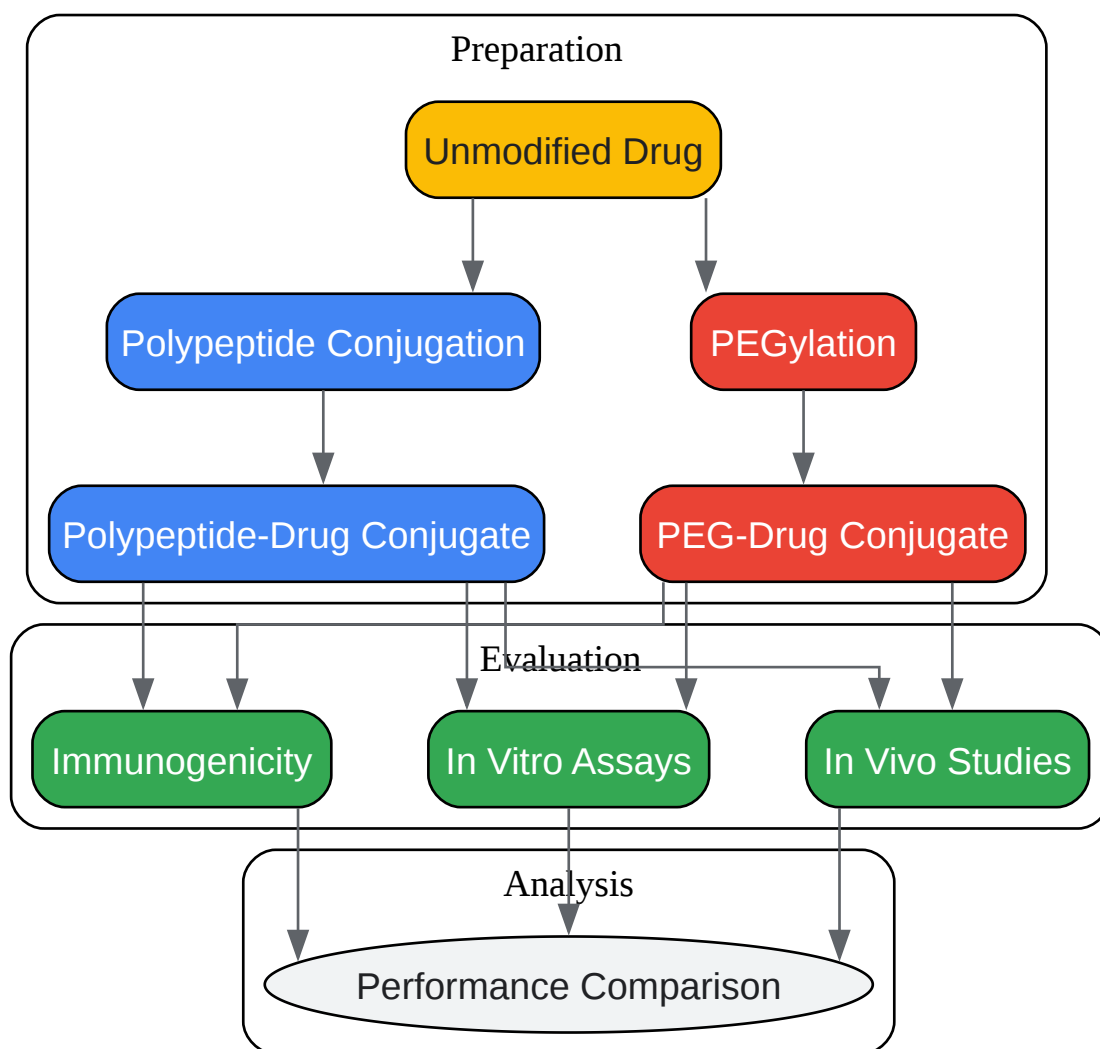 Preparation
Unmodified Drug
Polypeptide Conjugation
PEGylation
Polypeptide-Drug Conjugate
PEG-Drug Conjugate
Evaluation
Immunogenicity
In Vitro Assays
In Vivo Studies
Analysis
Performance Comparison